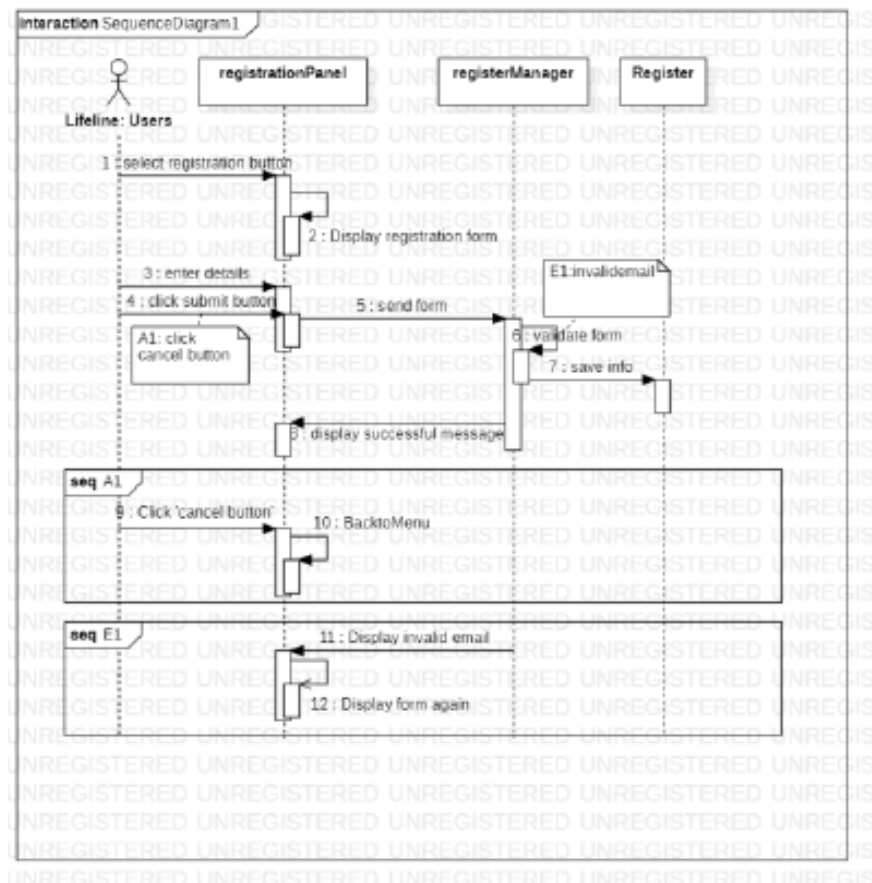 interaction SequenceDiagram1
registrationPanel
registerManager
Register
Lifeline: Users
1 : select registration button
2 : Display registration form
3 : enter details
E1:invalidemail
4 : click submit button
5 : send form
A1: click
cancel button
6 : validate form
7 : save info
8 : display successful message
seq A1
9 : Click 'cancel button'
10 : BacktoMenu
seq E1
11 : Display invalid email
12 : Display form again
UNREGISTERED UNREGISTERED UNREGISTERED UNREGISTERED